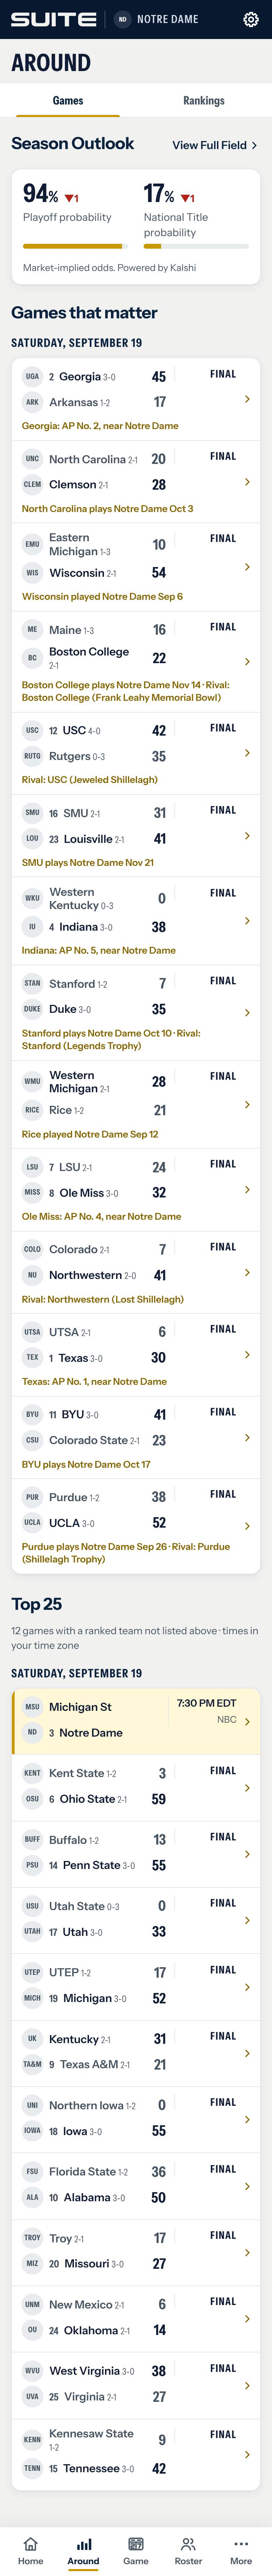 SUITE ND NOTRE DAME
AROUND
Games Rankings
Season Outlook View Full Field
94% ▼1 17% ▼1
Playoff probability National Title probability
Market-implied odds. Powered by Kalshi
Games that matter
SATURDAY, SEPTEMBER 19
UGA 2 Georgia 3-0 45 FINAL
ARK Arkansas 1-2 17
Georgia: AP No. 2, near Notre Dame
UNC North Carolina 2-1 20 FINAL
CLEM Clemson 2-1 28
North Carolina plays Notre Dame Oct 3
EMU Eastern Michigan 1-3 10 FINAL
WIS Wisconsin 2-1 54
Wisconsin played Notre Dame Sep 6
ME Maine 1-3 16 FINAL
BC Boston College 2-1 22
Boston College plays Notre Dame Nov 14 · Rival:
Boston College (Frank Leahy Memorial Bowl)
USC 12 USC 4-0 42 FINAL
RUTG Rutgers 0-3 35
Rival: USC (Jeweled Shillelagh)
SMU 16 SMU 2-1 31 FINAL
LOU 23 Louisville 2-1 41
SMU plays Notre Dame Nov 21
WKU Western Kentucky 0-3 0 FINAL
IU 4 Indiana 3-0 38
Indiana: AP No. 5, near Notre Dame
STAN Stanford 1-2 7 FINAL
DUKE Duke 3-0 35
Stanford plays Notre Dame Oct 10 · Rival:
Stanford (Legends Trophy)
WMU Western Michigan 2-1 28 FINAL
RICE Rice 1-2 21
Rice played Notre Dame Sep 12
LSU 7 LSU 2-1 24 FINAL
MISS 8 Ole Miss 3-0 32
Ole Miss: AP No. 4, near Notre Dame
COLO Colorado 2-1 7 FINAL
NU Northwestern 2-0 41
Rival: Northwestern (Lost Shillelagh)
UTSA UTSA 2-1 6 FINAL
TEX 1 Texas 3-0 30
Texas: AP No. 1, near Notre Dame
BYU 11 BYU 3-0 41 FINAL
CSU Colorado State 2-1 23
BYU plays Notre Dame Oct 17
PUR Purdue 1-2 38 FINAL
UCLA UCLA 3-0 52
Purdue plays Notre Dame Sep 26 · Rival: Purdue
(Shillelagh Trophy)
Top 25
12 games with a ranked team not listed above · times in
your time zone
SATURDAY, SEPTEMBER 19
MSU Michigan St 7:30 PM EDT
ND 3 Notre Dame NBC
KENT Kent State 1-2 3 FINAL
OSU 6 Ohio State 2-1 59
BUFF Buffalo 1-2 13 FINAL
PSU 14 Penn State 3-0 55
USU Utah State 0-3 0 FINAL
UTAH 17 Utah 3-0 33
UTEP UTEP 1-2 17 FINAL
MICH 19 Michigan 3-0 52
UK Kentucky 2-1 31 FINAL
TA&M 9 Texas A&M 2-1 21
UNI Northern Iowa 1-2 0 FINAL
IOWA 18 Iowa 3-0 55
FSU Florida State 1-2 36 FINAL
ALA 10 Alabama 3-0 50
TROY Troy 2-1 17 FINAL
MIZ 20 Missouri 3-0 27
UNM New Mexico 2-1 6 FINAL
OU 24 Oklahoma 2-1 14
WVU West Virginia 3-0 38 FINAL
UVA 25 Virginia 2-1 27
KENN Kennesaw State 1-2 9 FINAL
TENN 15 Tennessee 3-0 42
Home Around Game Roster More